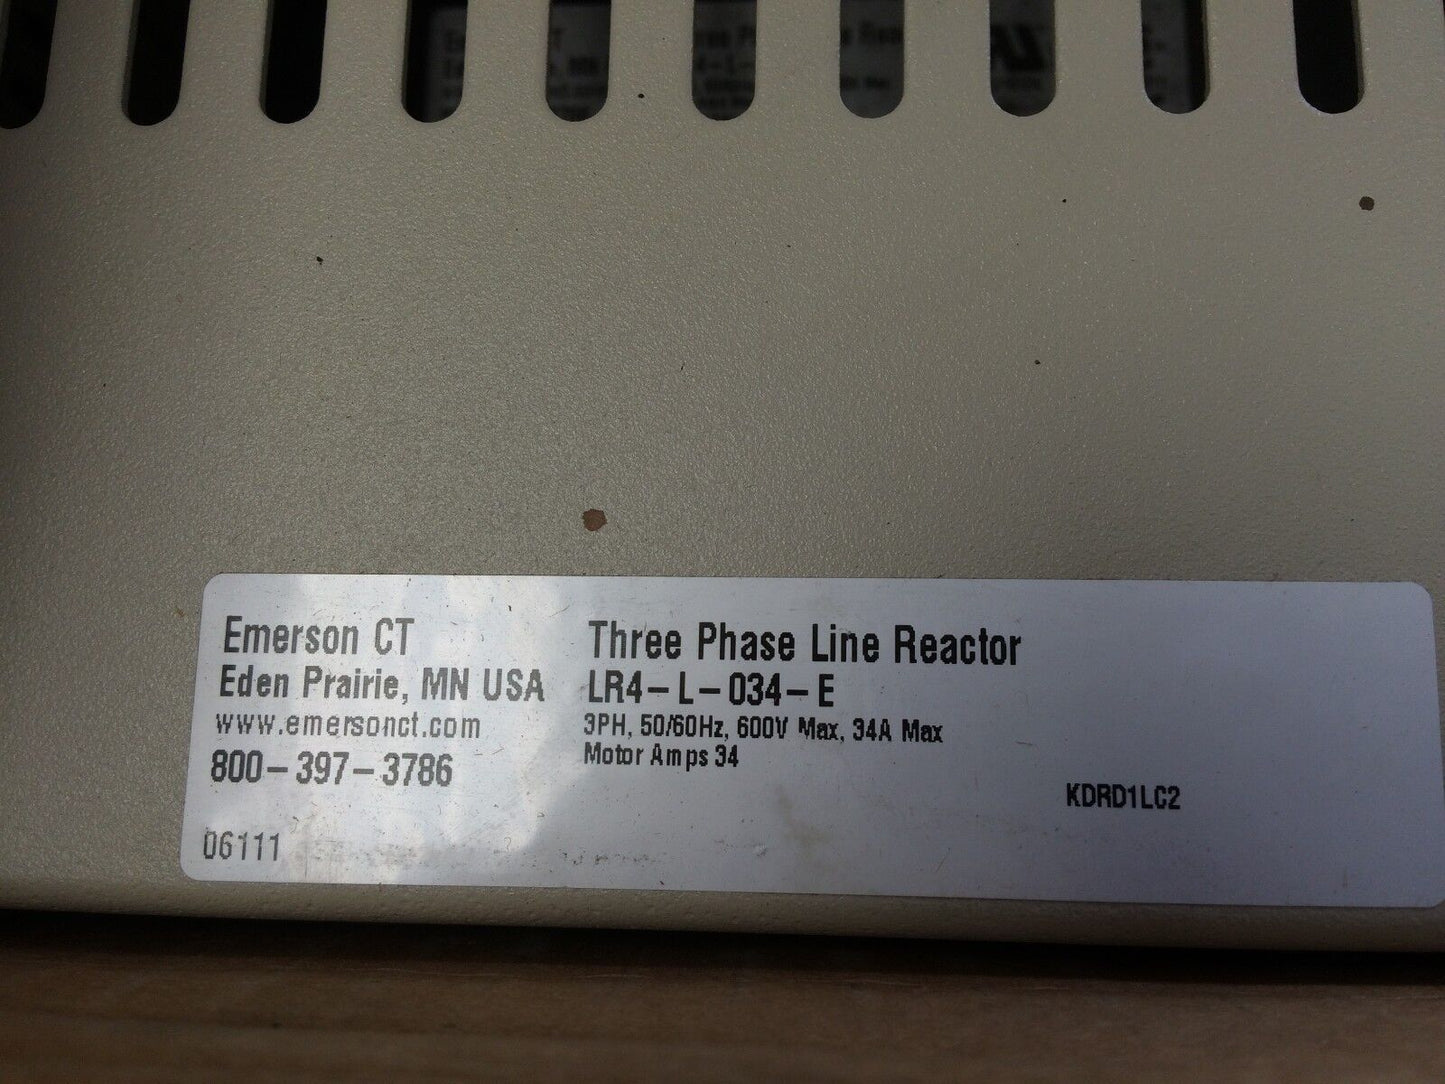 Emerson CT
Eden Prairie, MN USA
www.emersonct.com
800-397-3786
06111
Three Phase Line Reactor
LR4-L-034-E
3PH, 50/60Hz, 600V Max, 34A Max
Motor Amps 34
KDRD1LC2